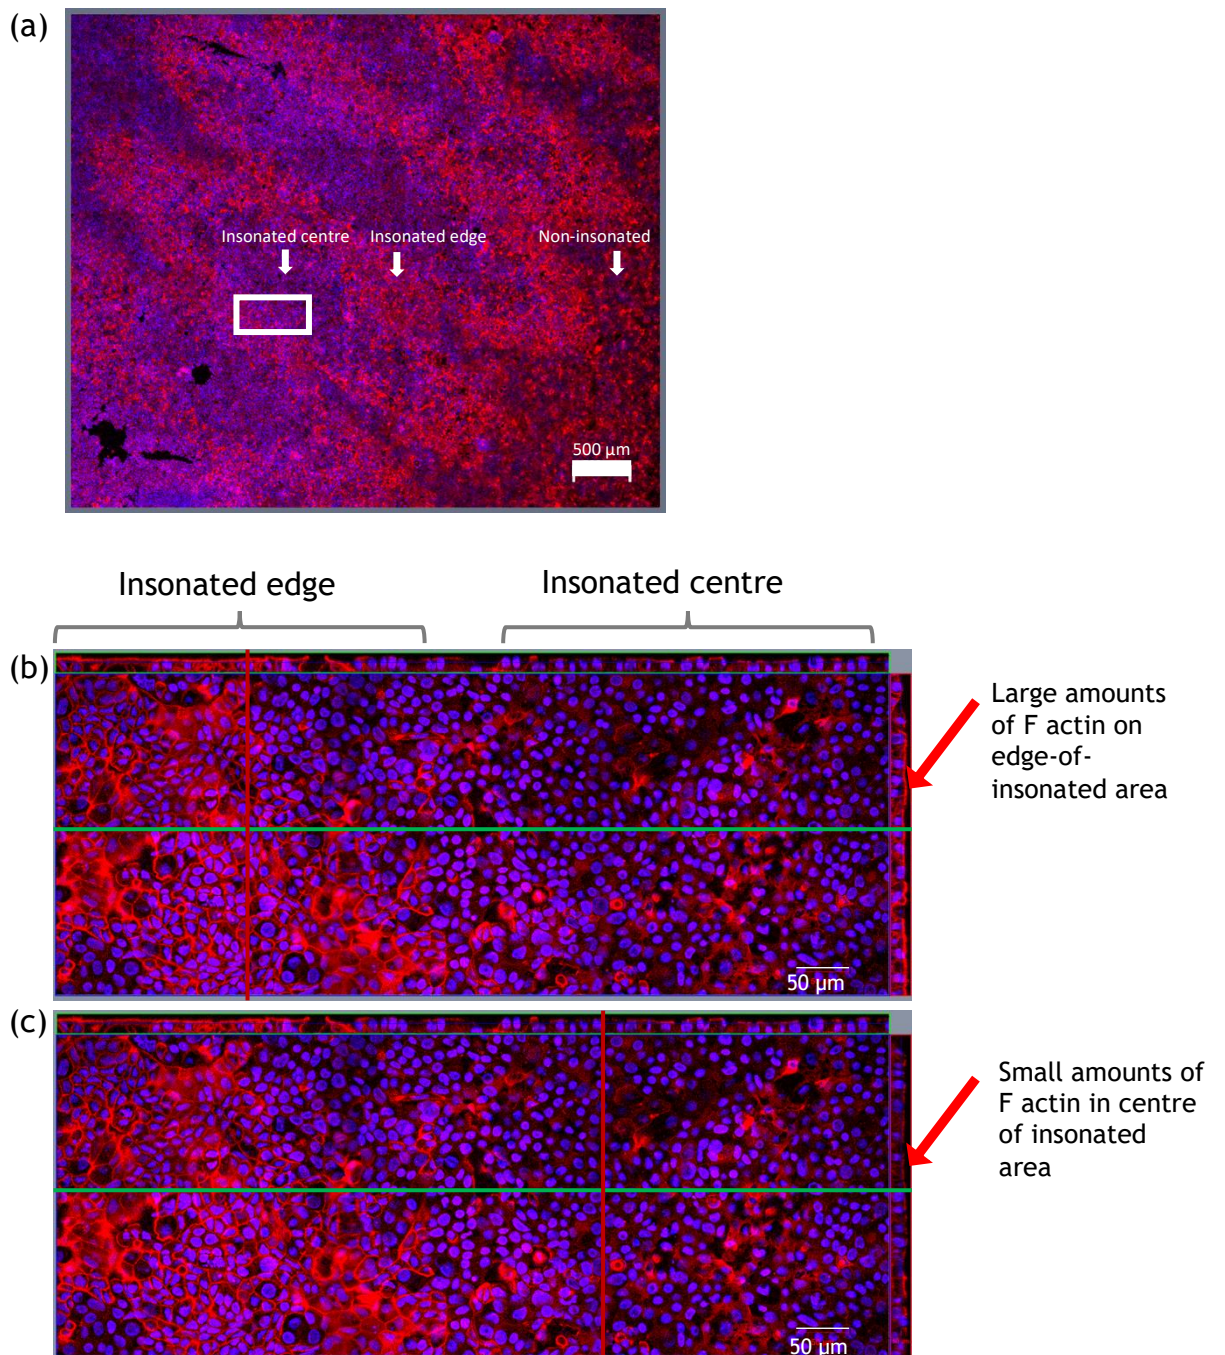 (a)
Insonated centre
Insonated edge
Non-insonated
500 µm
Insonated edge
Insonated centre
(b)
Large amounts
of F actin on
edge-of-
insonated area
50 µm
(c)
Small amounts of
F actin in centre
of insonated
area
50 µm